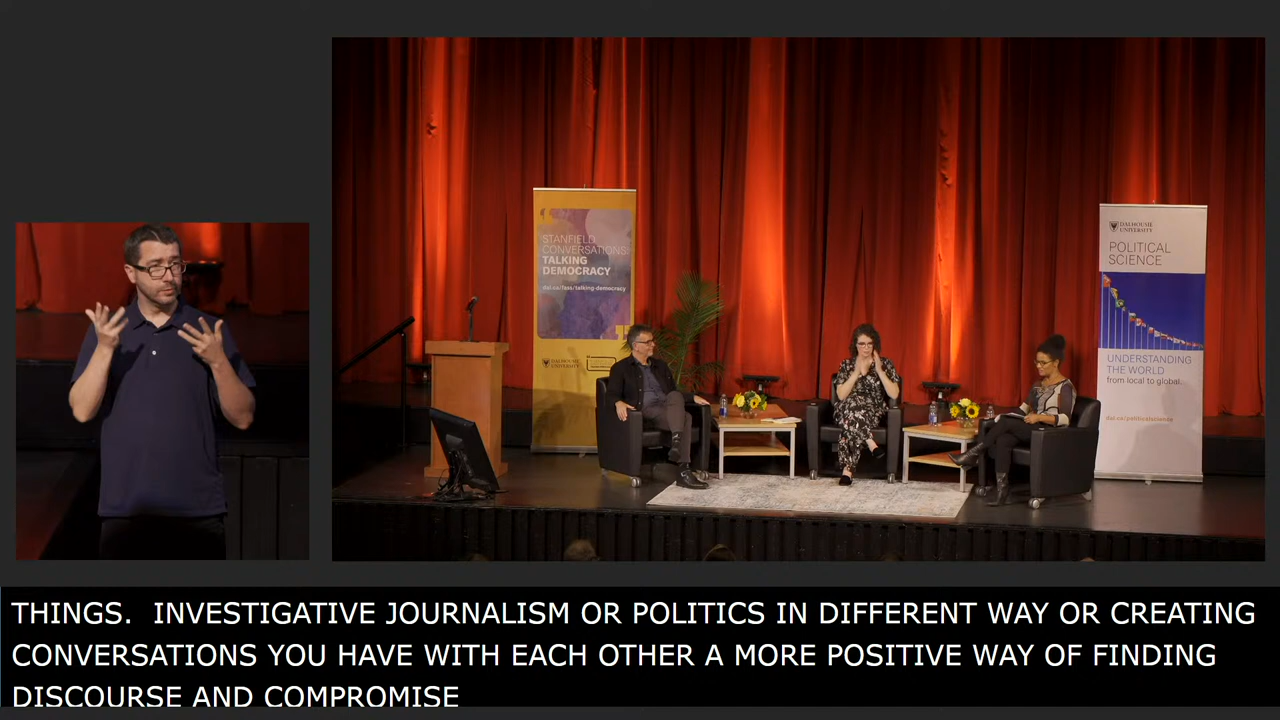 STANFIELD
CONVERSATIONS:
TALKING
DEMOCRACY
dal.ca/fass/talking-democracy
DALHOUSIE
UNIVERSITY
DALHOUSIE
UNIVERSITY
POLITICAL
SCIENCE
UNDERSTANDING
THE WORLD
from local to global.
dal.ca/politicalscience
THINGS.  INVESTIGATIVE JOURNALISM OR POLITICS IN DIFFERENT WAY OR CREATING
CONVERSATIONS YOU HAVE WITH EACH OTHER A MORE POSITIVE WAY OF FINDING
DISCOURSE AND COMPROMISE